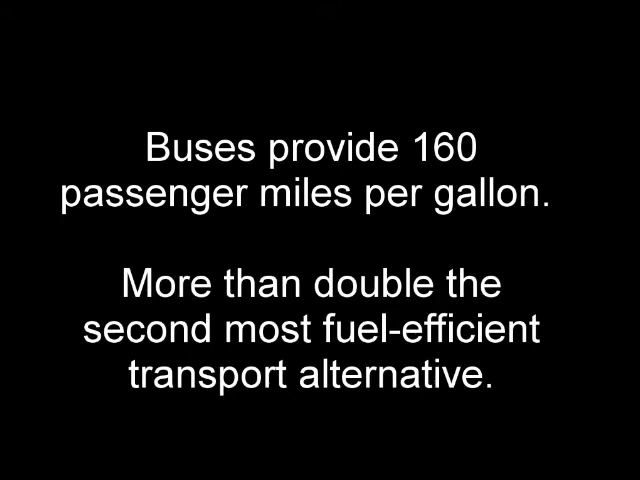 Buses provide 160
passenger miles per gallon.
More than double the
second most fuel-efficient
transport alternative.